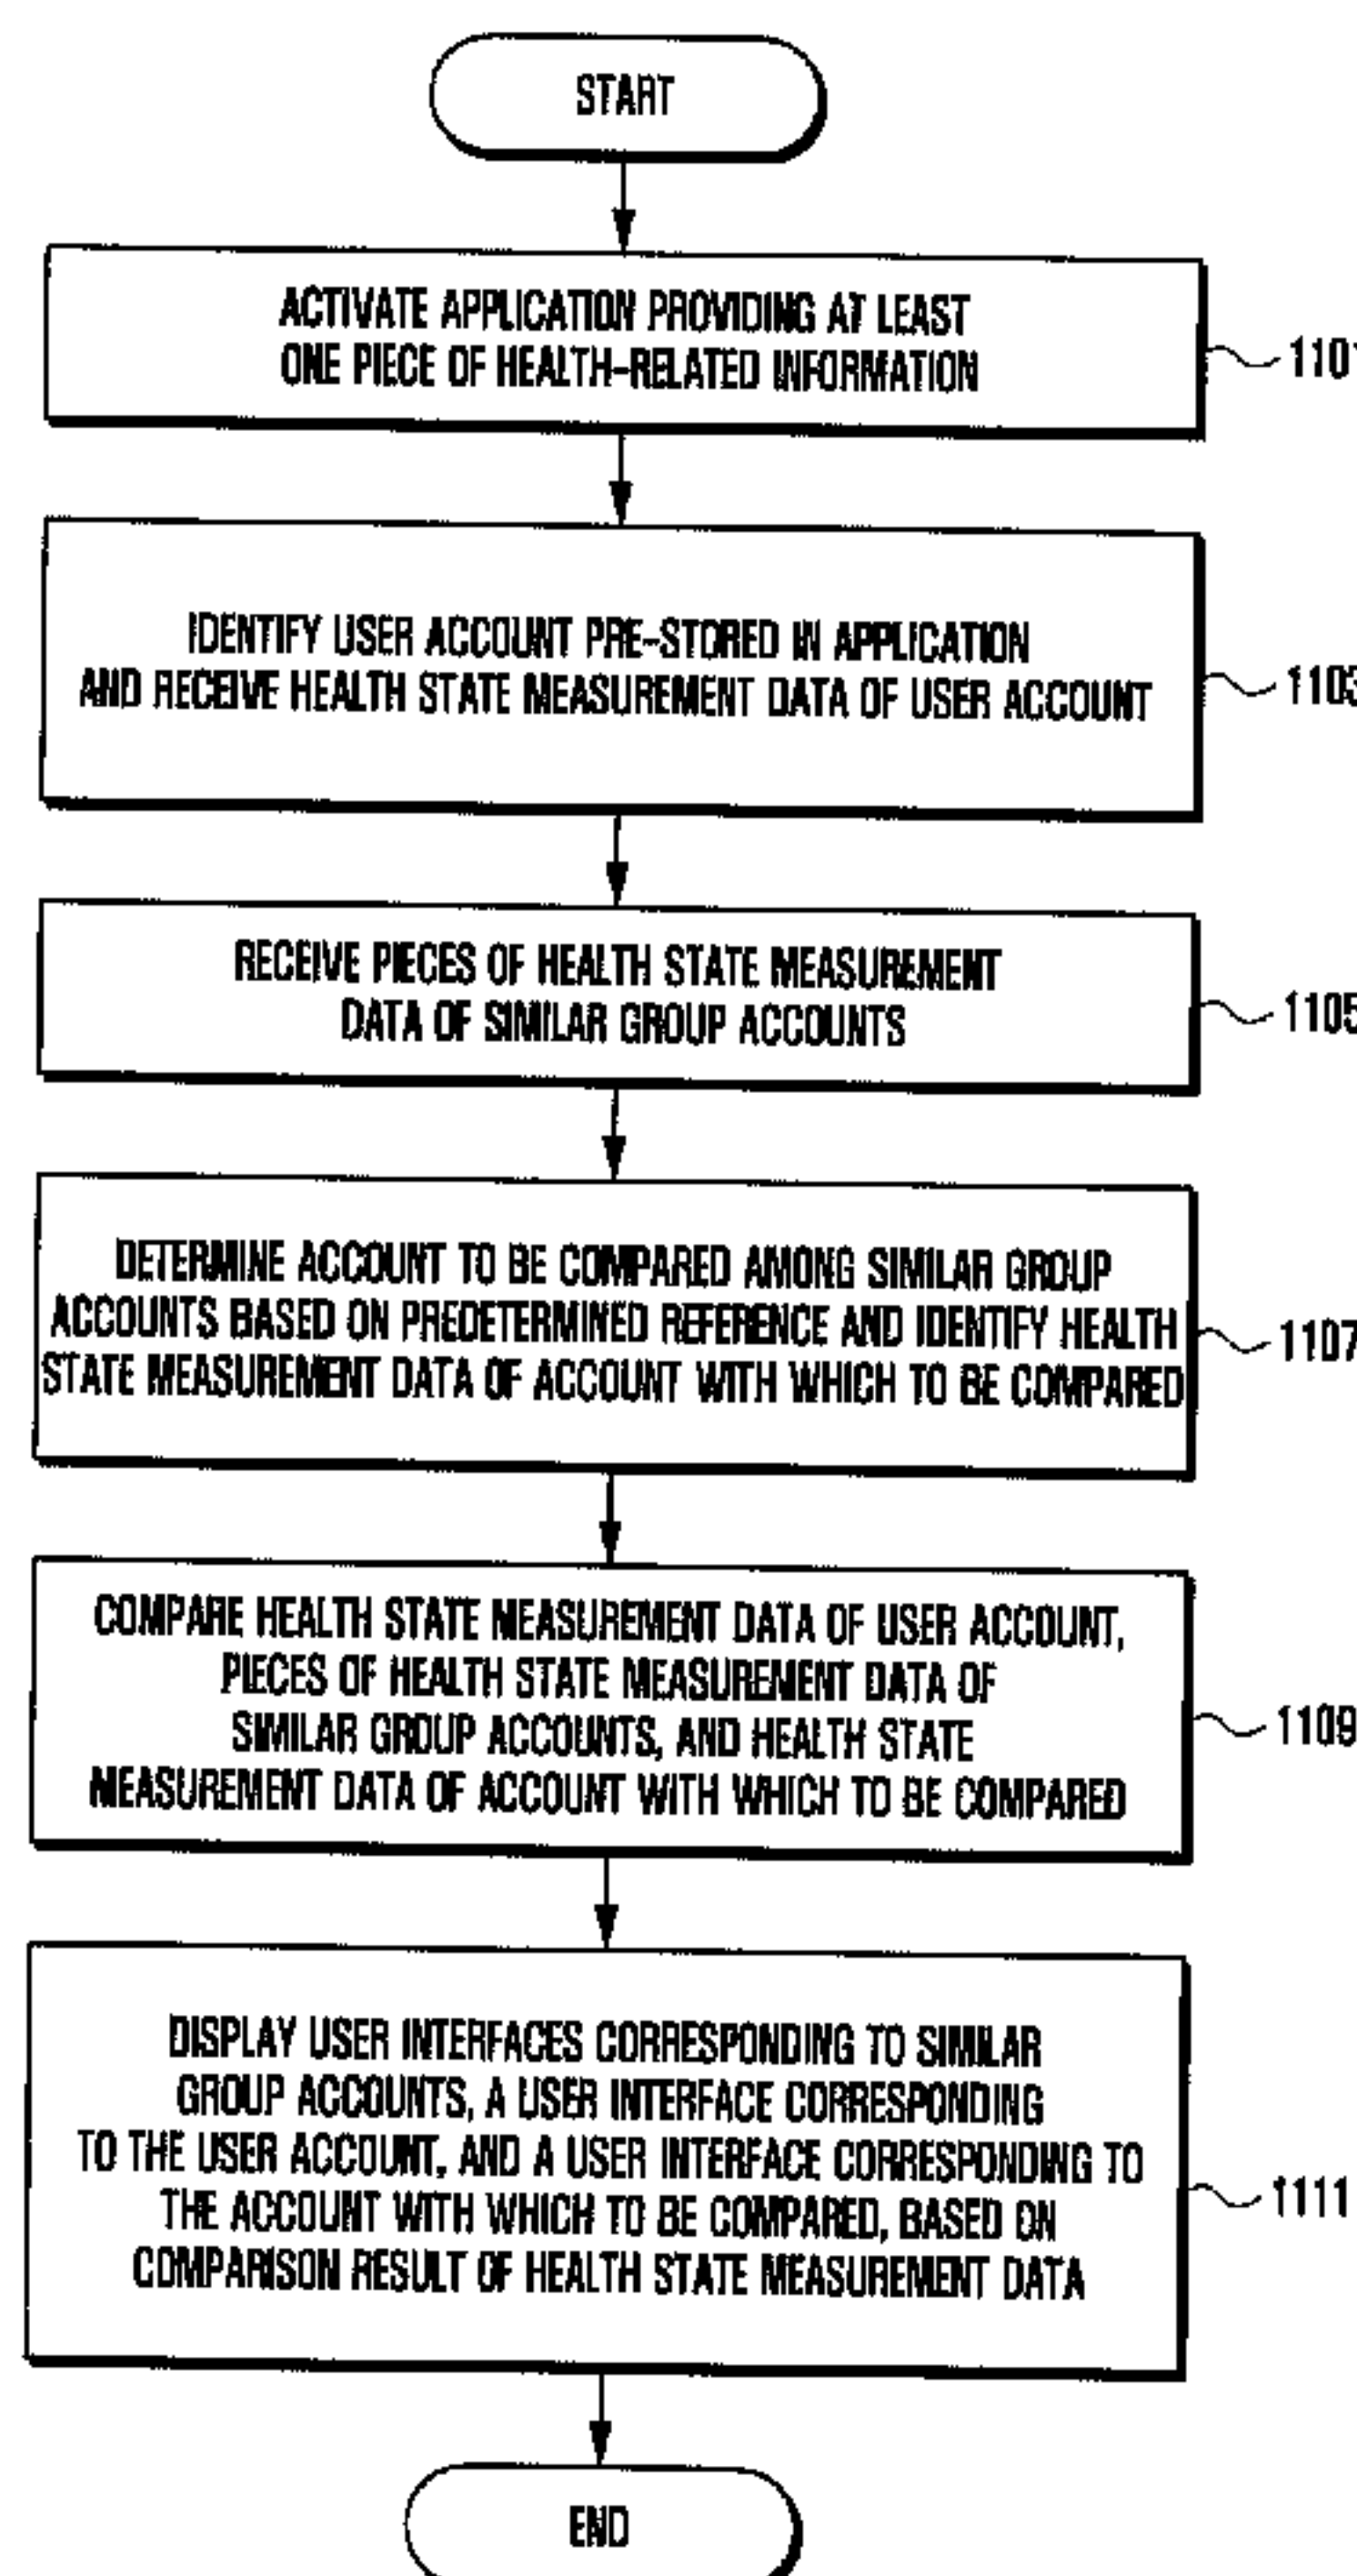 START
ACTIVATE APPLICATION PROVIDING AT LEAST
ONE PIECE OF HEALTH-RELATED INFORMATION
1101
IDENTIFY USER ACCOUNT PRE-STORED IN APPLICATION
AND RECEIVE HEALTH STATE MEASUREMENT DATA OF USER ACCOUNT
1103
RECEIVE PIECES OF HEALTH STATE MEASUREMENT
DATA OF SIMILAR GROUP ACCOUNTS
1105
DETERMINE ACCOUNT TO BE COMPARED AMONG SIMILAR GROUP
ACCOUNTS BASED ON PREDETERMINED REFERENCE AND IDENTIFY HEALTH
STATE MEASUREMENT DATA OF ACCOUNT WITH WHICH TO BE COMPARED
1107
COMPARE HEALTH STATE MEASUREMENT DATA OF USER ACCOUNT,
PIECES OF HEALTH STATE MEASUREMENT DATA OF
SIMILAR GROUP ACCOUNTS, AND HEALTH STATE
MEASUREMENT DATA OF ACCOUNT WITH WHICH TO BE COMPARED
1109
DISPLAY USER INTERFACES CORRESPONDING TO SIMILAR
GROUP ACCOUNTS, A USER INTERFACE CORRESPONDING
TO THE USER ACCOUNT, AND A USER INTERFACE CORRESPONDING TO
THE ACCOUNT WITH WHICH TO BE COMPARED, BASED ON
COMPARISON RESULT OF HEALTH STATE MEASUREMENT DATA
1111
END